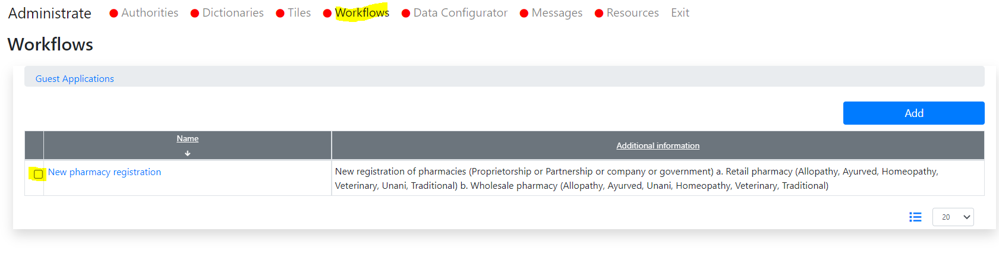 Administrate Authorities Dictionaries Tiles Workflows Data Configurator Messages Resources Exit
Workflows
Guest Applications
Add
Name
Additional information
New pharmacy registration
New registration of pharmacies (Proprietorship or Partnership or company or government) a. Retail pharmacy (Allopathy, Ayurved, Homeopathy,
Veterinary, Unani, Traditional) b. Wholesale pharmacy (Allopathy, Ayurved, Unani, Homeopathy, Veterinary, Traditional)
20